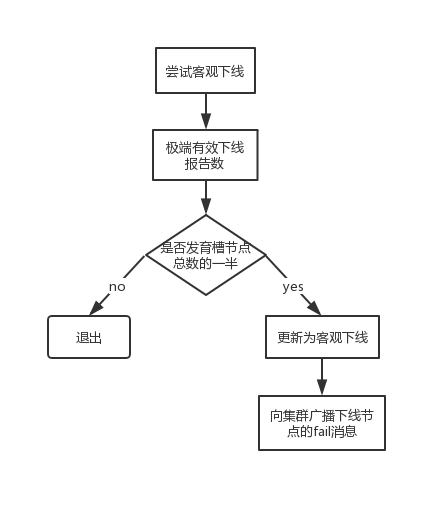 尝试客观下线
极端有效下线
报告数
是否发育槽节点
总数的一半
no
yes
退出
更新为客观下线
向集群广播下线节
点的fail消息